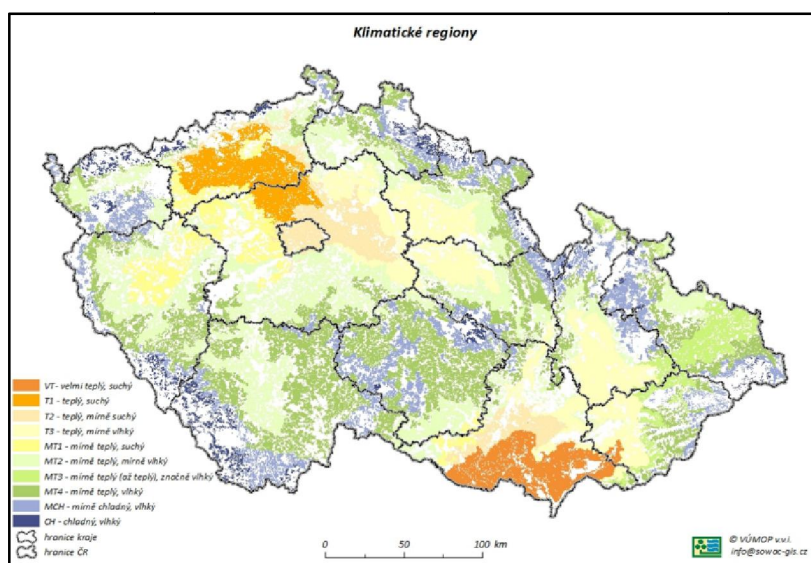 Klimatické regiony
VT - velmi teplý, suchý
T1 - teplý, suchý
T2 - teplý, mírně suchý
T3 - teplý, mírně vlhký
MT1 - mírně teplý, suchý
MT2 - mírně teplý, mírně vlhký
MT3 - mírně teplý (až teplý), značně vlhký
MT4 - mírně teplý, vlhký
MCH - mírně chladný, vlhký
CH - chladný, vlhký
hranice kraje
hranice ČR
0 50 100 km
© VÚMOP v.v.i.
info@sowac-gis.cz